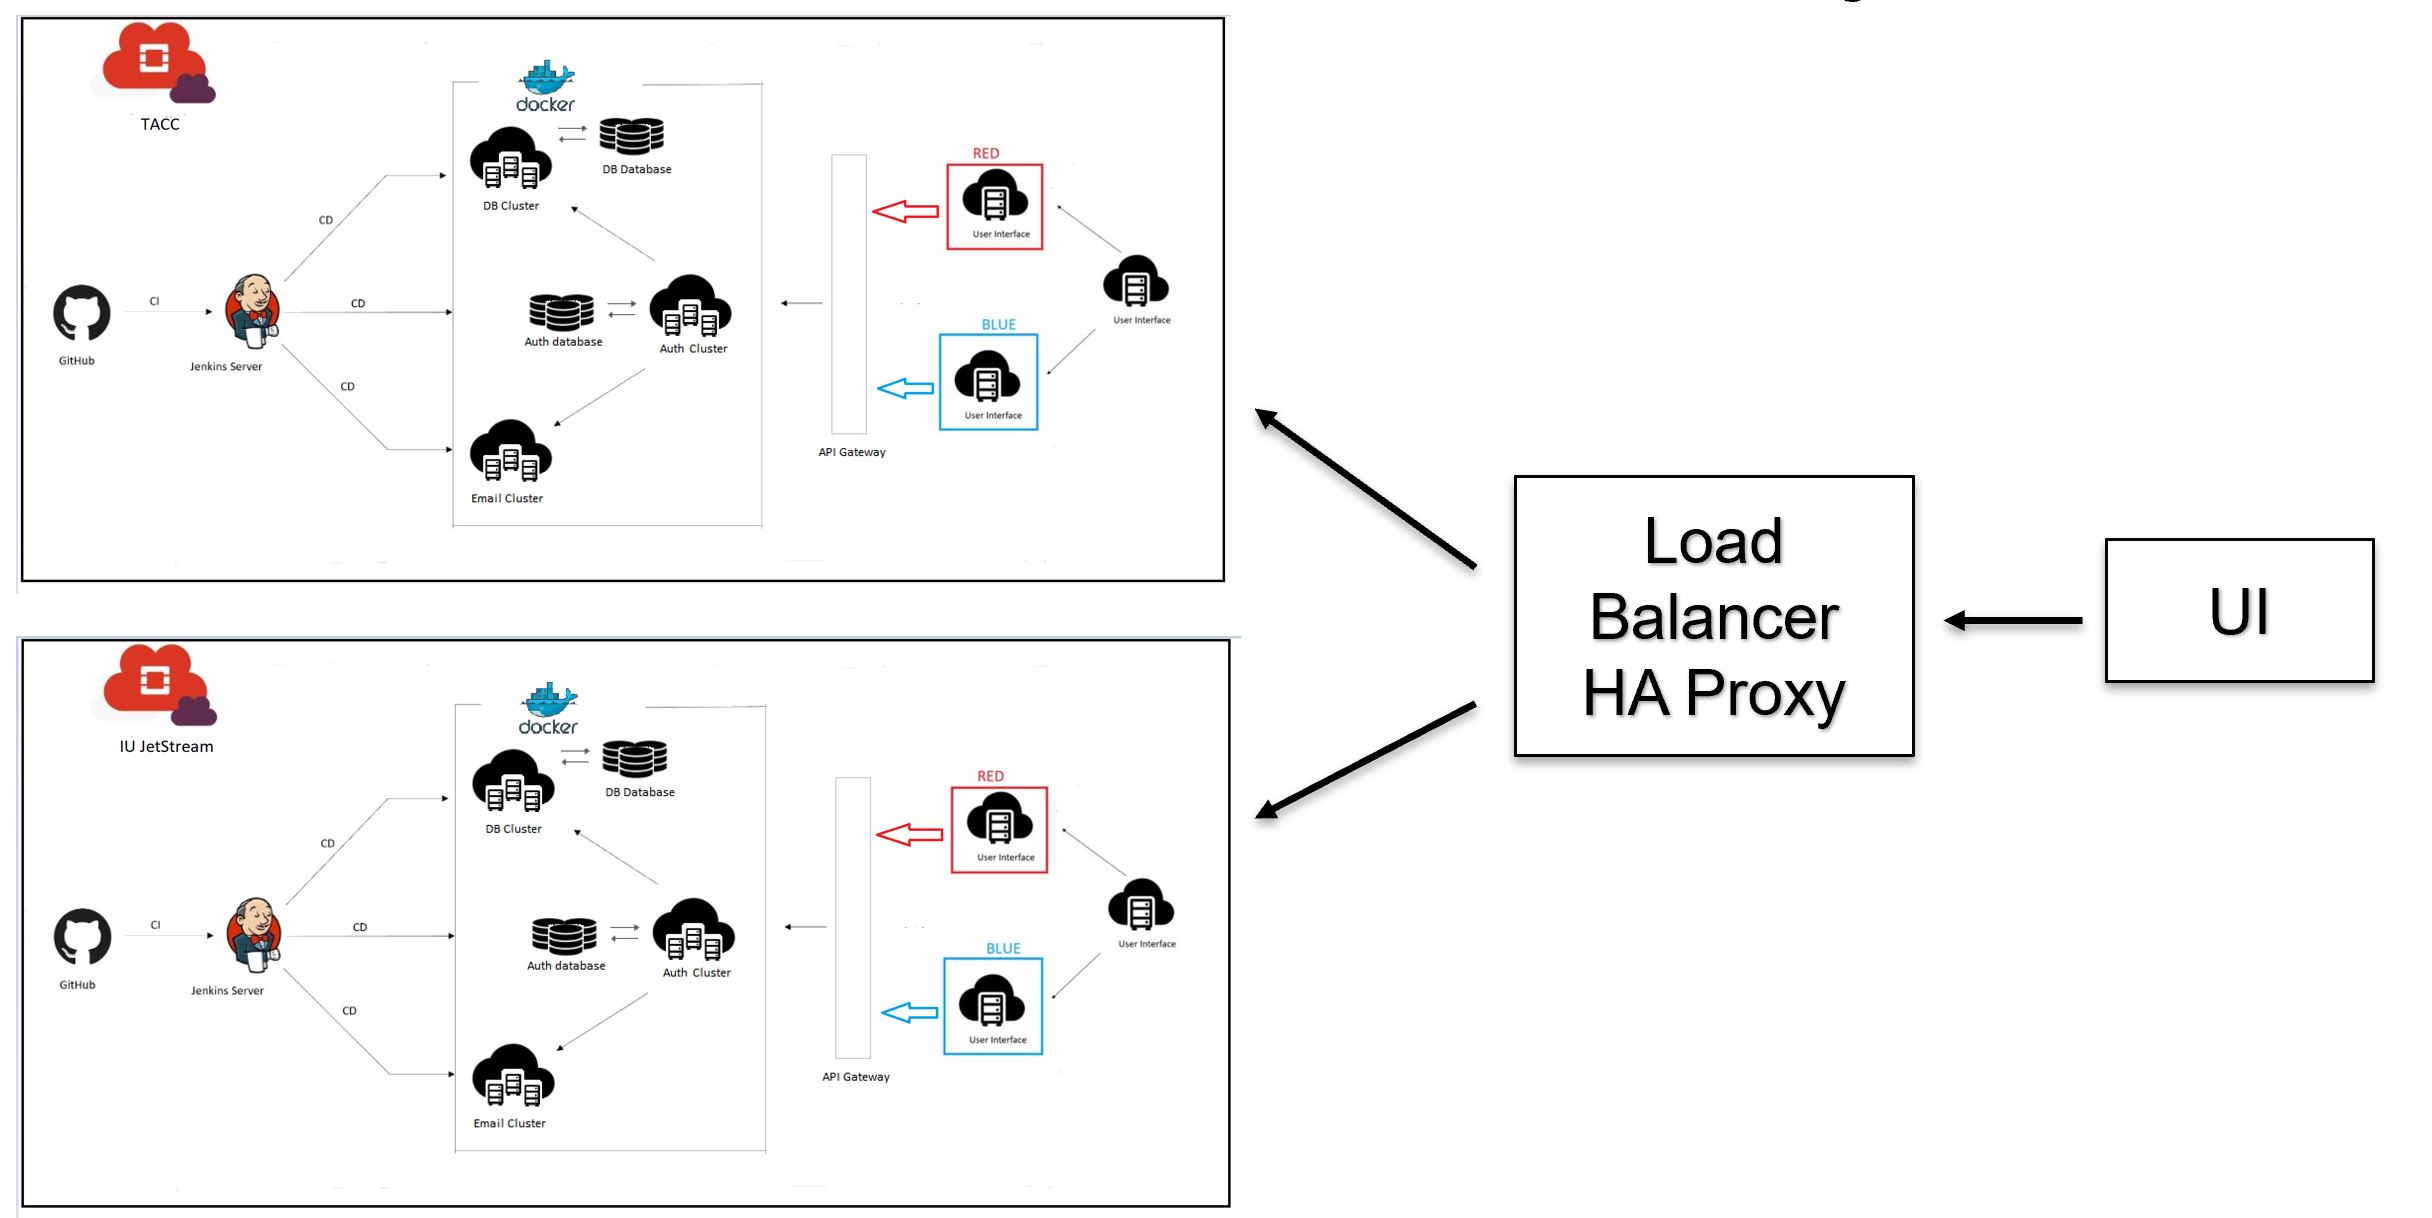 TACC
docker
DB Database
DB Cluster
RED
User Interface
CD
CI
CD
GitHub
Jenkins Server
CD
Auth database
Auth Cluster
User Interface
BLUE
User Interface
API Gateway
Email Cluster
IU JetStream
docker
DB Database
DB Cluster
RED
User Interface
CD
CI
CD
GitHub
Jenkins Server
CD
Auth database
Auth Cluster
User Interface
BLUE
User Interface
API Gateway
Email Cluster
Load
Balancer
HA Proxy
UI